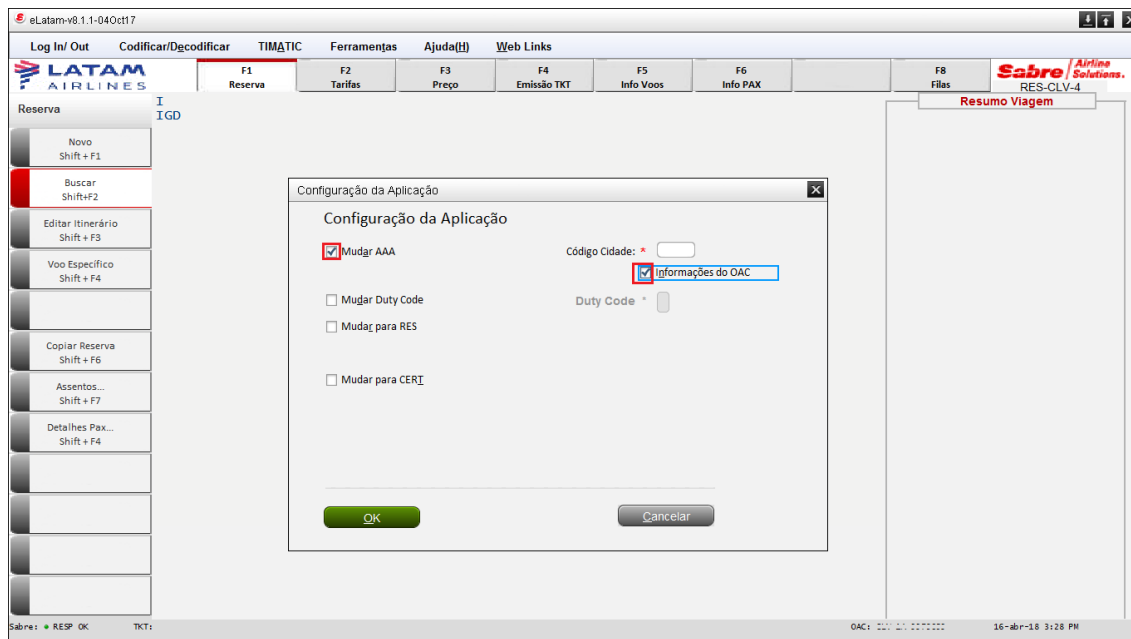 eLatam-v8.1.1-04Oct17
Log In/ Out Codificar/Decodificar TIMATIC Ferramentas Ajuda(H) Web Links
LATAM
AIRLINES
F1
Reserva
F2
Tarifas
F3
Preço
F4
Emissão TKT
F5
Info Voos
F6
Info PAX
F8
Filas
Sabre Airline Solutions.
RES-CLV-4
Reserva
I
IGD
Resumo Viagem
Novo
Shift + F1
Buscar
Shift+F2
Editar Itinerário
Shift + F3
Voo Específico
Shift + F4
Copiar Reserva
Shift + F6
Assentos...
Shift + F7
Detalhes Pax...
Shift + F4
Configuração da Aplicação
Configuração da Aplicação
Mudar AAA Código Cidade: *
Informações do OAC
Mudar Duty Code Duty Code *
Mudar para RES
Mudar para CERT
OK Cancelar
Sabre: RESP OK TKT: OAC: 16-abr-18 3:28 PM